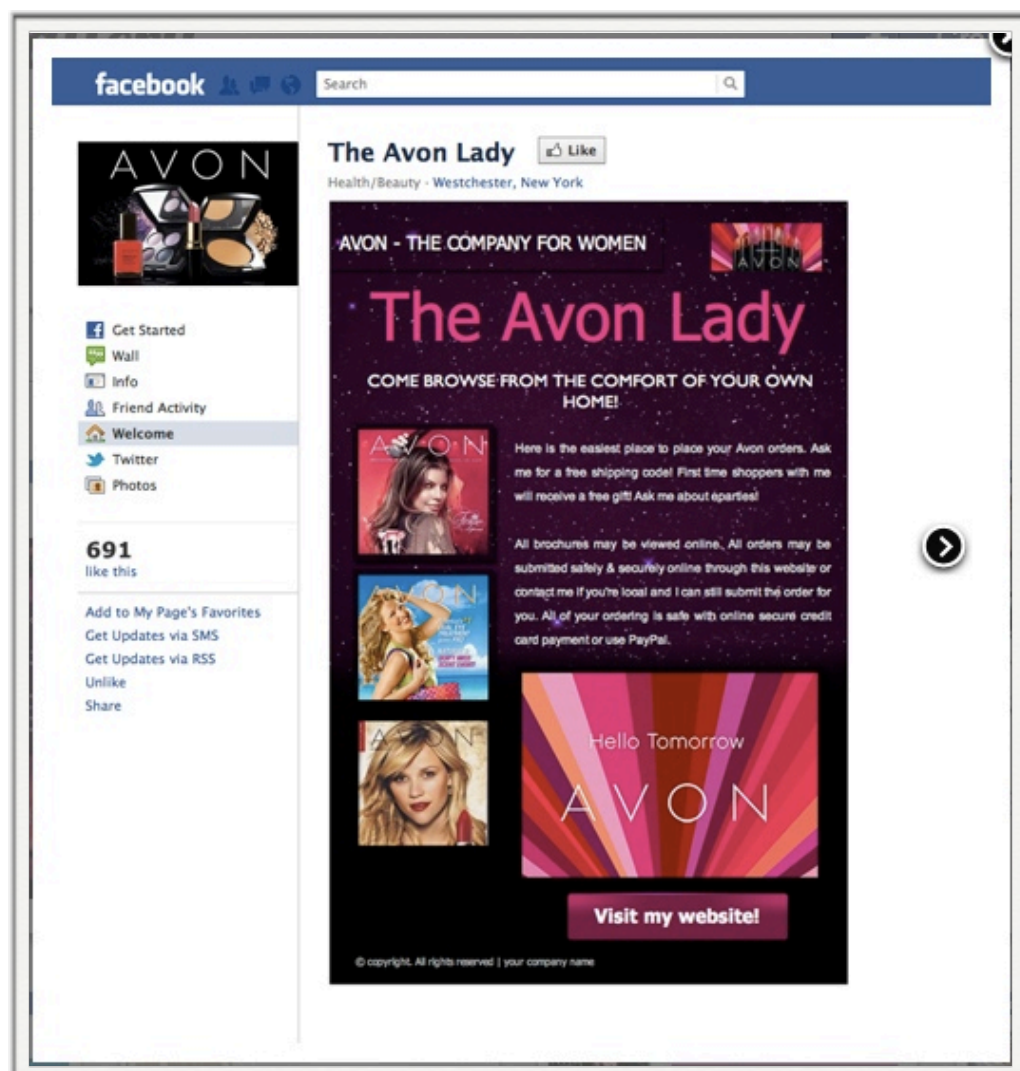 facebook
Search
AVON
The Avon Lady
Like
Health/Beauty · Westchester, New York
Get Started
Wall
Info
Friend Activity
Welcome
Twitter
Photos
691
like this
Add to My Page's Favorites
Get Updates via SMS
Get Updates via RSS
Unlike
Share
AVON - THE COMPANY FOR WOMEN
AVON
The Avon Lady
COME BROWSE FROM THE COMFORT OF YOUR OWN
HOME!
AVON
Here is the easiest place to place your Avon orders. Ask
me for a free shipping code! First time shoppers with me
will receive a free gift! Ask me about eparties!
All brochures may be viewed online. All orders may be
submitted safely & securely online through this website or
contact me if you're local and I can still submit the order for
you. All of your ordering is safe with online secure credit
card payment or use PayPal.
AVON
AVON
Hello Tomorrow
AVON
Visit my website!
© copyright. All rights reserved | your company name